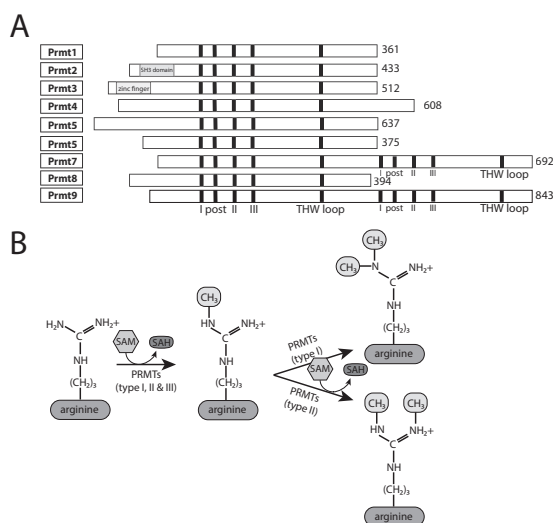 A
Prmt1 361
Prmt2 SH3 domain 433
Prmt3 zinc finger 512
Prmt4 608
Prmt5 637
Prmt5 375
Prmt7 692
I post II III THW loop
Prmt8 394
Prmt9 843
I post II III THW loop I post II III THW loop
B
H₂N NH₂+
C
NH
(CH₂)₃
arginine
SAM SAH
PRMTs
(type I, II & III)
CH₃
HN NH₂+
C
NH
(CH₂)₃
arginine
PRMTs
(type I)
SAM SAH
PRMTs
(type II)
CH₃
CH₃ N NH₂+
C
HN
(CH₂)₃
arginine
CH₃ CH₃
HN NH₂+
C
NH
(CH₂)₃
arginine